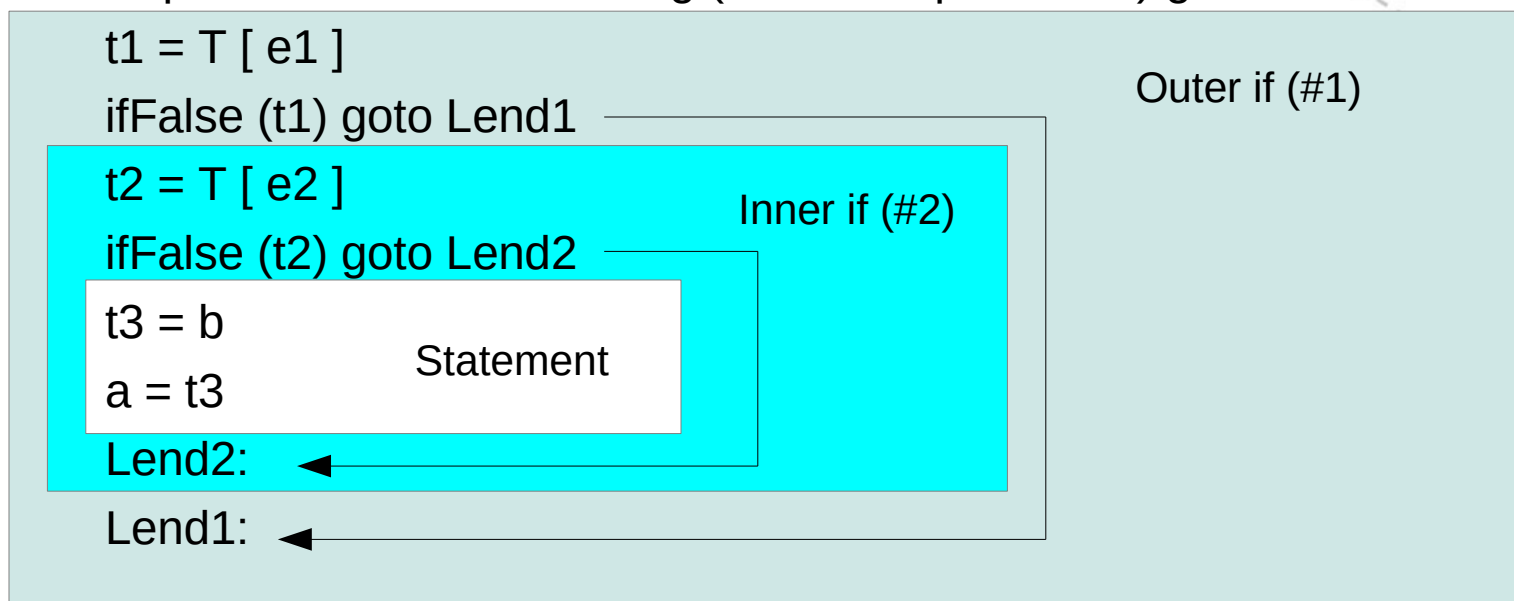 t1 = T [ e1 ]
Outer if (#1)
ifFalse (t1) goto Lend1
t2 = T [ e2 ]
Inner if (#2)
ifFalse (t2) goto Lend2
t3 = b
Statement
a = t3
Lend2:
Lend1: